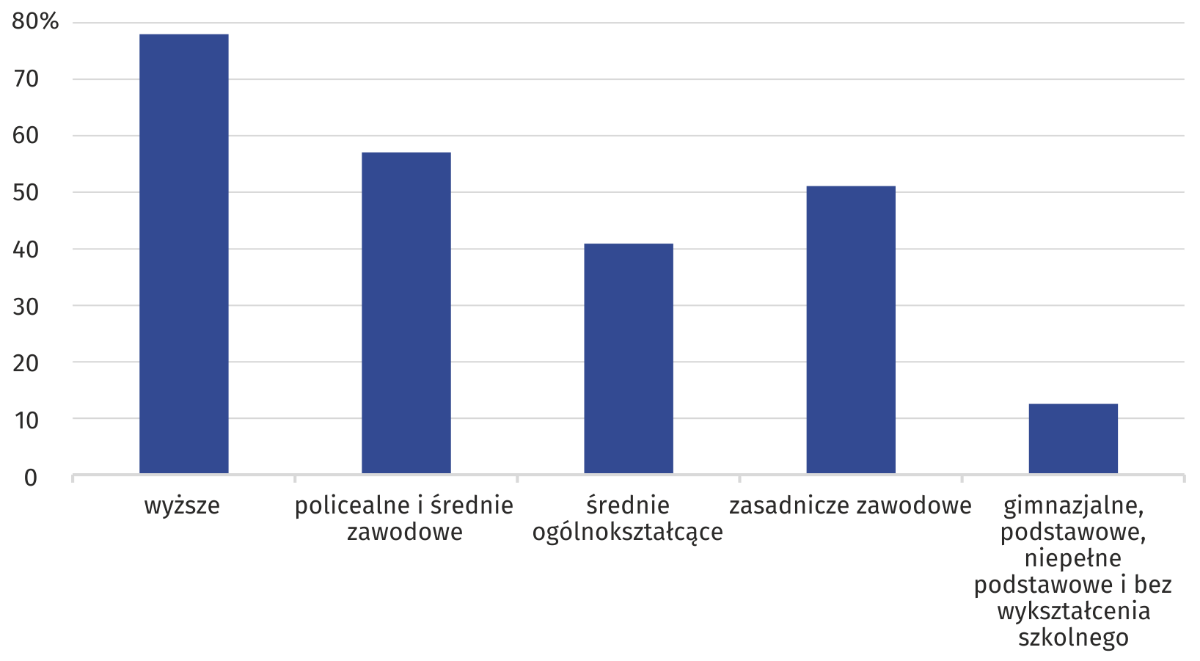 80%
70
60
50
40
30
20
10
0
wyższe
policealne i średnie
zawodowe
średnie
ogólnokształcące
zasadnicze zawodowe
gimnazjalne,
podstawowe,
niepełne
podstawowe i bez
wykształcenia
szkolnego